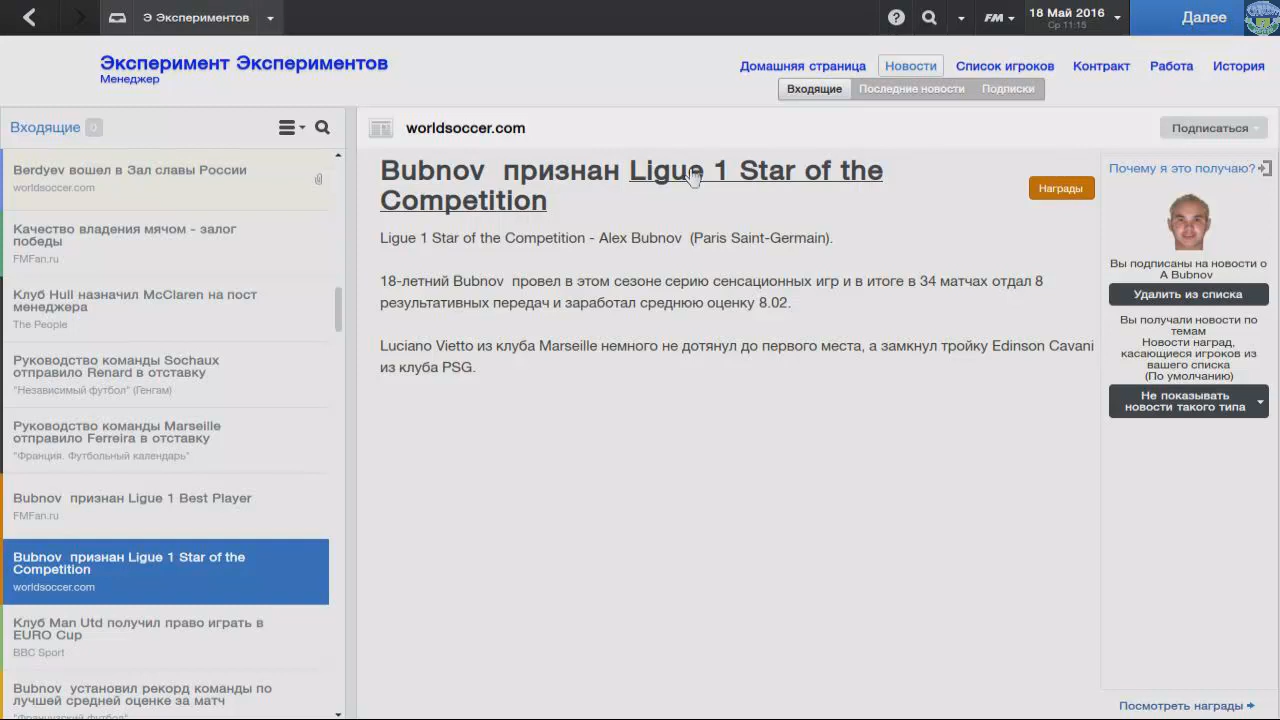 Э Экспериментов
FM
18 Май 2016
Ср 11:15
Далее
Эксперимент Экспериментов
Менеджер
Домашняя страница
Новости
Список игроков
Контракт
Работа
История
Входящие
Последние новости
Подписки
Входящие 0
Berdyev вошел в Зал славы России
worldsoccer.com
Качество владения мячом - залог
победы
FMFan.ru
Клуб Hull назначил McClaren на пост
менеджера
The People
Руководство команды Sochaux
отправило Renard в отставку
"Независимый футбол" (Генгам)
Руководство команды Marseille
отправило Ferreira в отставку
"Франция. Футбольный календарь"
Bubnov признан Ligue 1 Best Player
FMFan.ru
Bubnov признан Ligue 1 Star of the
Competition
worldsoccer.com
Клуб Man Utd получил право играть в
EURO Cup
BBC Sport
Bubnov установил рекорд команды по
лучшей средней оценке за матч
"Французский футбол"
worldsoccer.com
Подписаться
Bubnov признан Ligue 1 Star of the
Competition
Награды
Ligue 1 Star of the Competition - Alex Bubnov (Paris Saint-Germain).
18-летний Bubnov провел в этом сезоне серию сенсационных игр и в итоге в 34 матчах отдал 8
результативных передач и заработал среднюю оценку 8.02.
Luciano Vietto из клуба Marseille немного не дотянул до первого места, а замкнул тройку Edinson Cavani
из клуба PSG.
Почему я это получаю?
Вы подписаны на новости о
A Bubnov
Удалить из списка
Вы получали новости по
темам
Новости наград,
касающиеся игроков из
вашего списка
(По умолчанию)
Не показывать
новости такого типа
Посмотреть награды